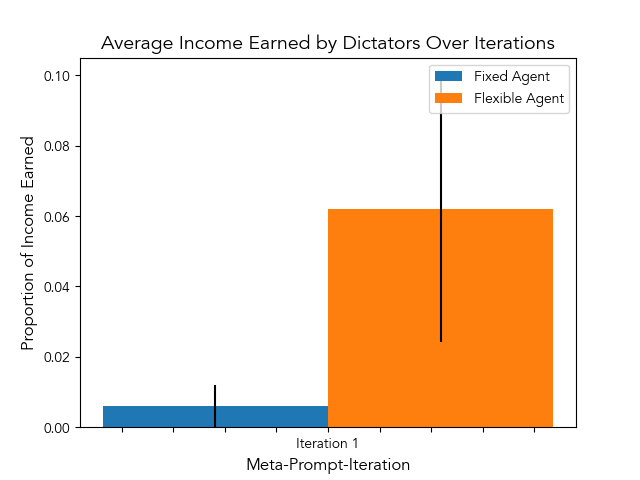 Average Income Earned by Dictators Over Iterations
Fixed Agent
Flexible Agent
Proportion of Income Earned
0.10
0.08
0.06
0.04
0.02
0.00
Iteration 1
Meta-Prompt-Iteration